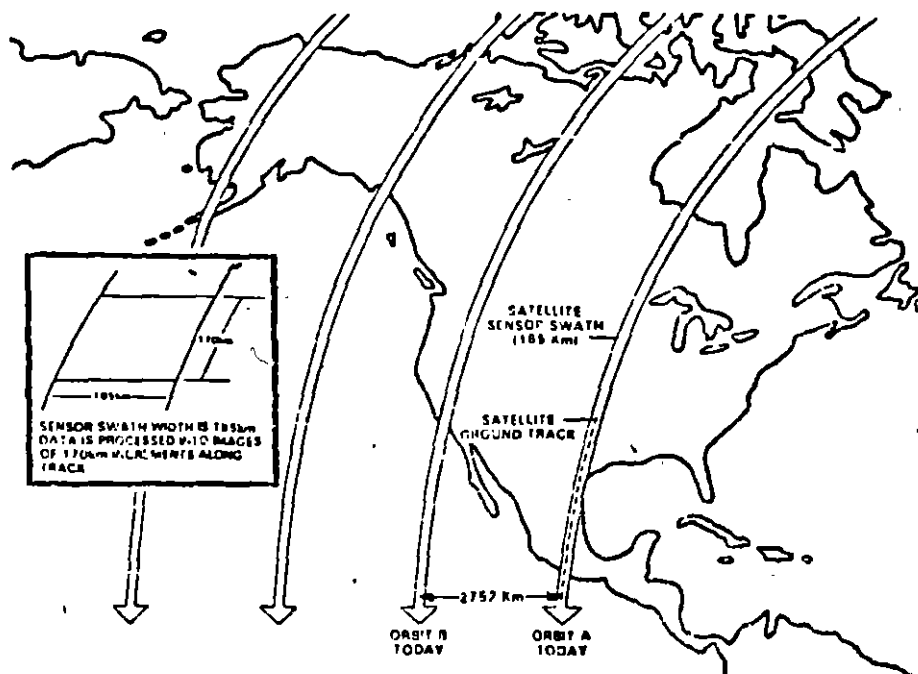 SATELLITE
SENSOR SWATH
(185 Km)
170km
185km
SENSOR SWATH WIDTH IS 185km
DATA IS PROCESSED INTO IMAGES
OF 170km INCREMENTS ALONG
TRACK
SATELLITE
GROUND TRACK
2752 Km
ORBIT B
TODAY
ORBIT A
TODAY